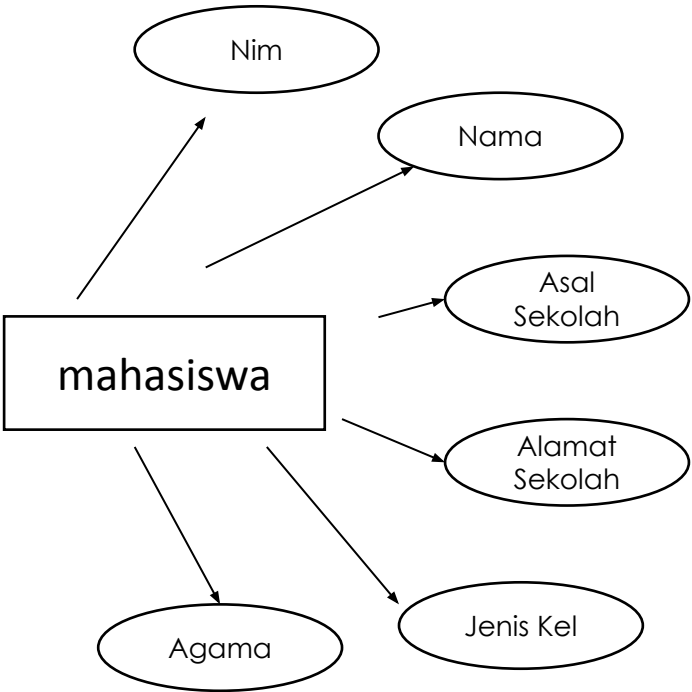 Nim
Nama
Asal
Sekolah
mahasiswa
Alamat
Sekolah
Jenis Kel
Agama